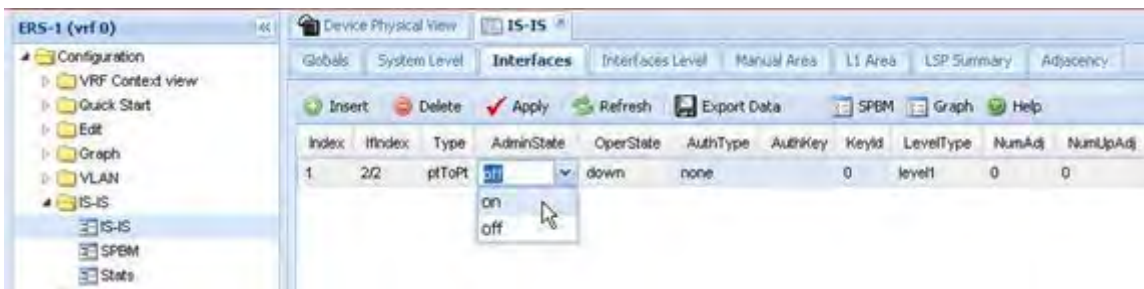 ERS-1 (vrf 0)
Configuration
VRF Context view
Quick Start
Edit
Graph
VLAN
IS-IS
IS-IS
SPBM
Stats
Device Physical View
IS-IS
Globals System Level Interfaces Interfaces Level Manual Area L1 Area LSP Summary Adjacency
Insert Delete Apply Refresh Export Data SPBM Graph Help
Index IfIndex Type AdminState OperState AuthType AuthKey KeyId LevelType NumAdj NumUpAdj
1 2/2 ptToPt off down none 0 level1 0 0
on
off